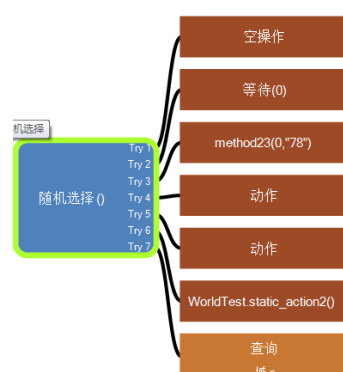 空操作
等待(0)
机选择
method23(0,"78")
随机选择()
Try 1
Try 2
Try 3
Try 4
Try 5
Try 6
Try 7
动作
动作
WorldTest.static_action2()
查询